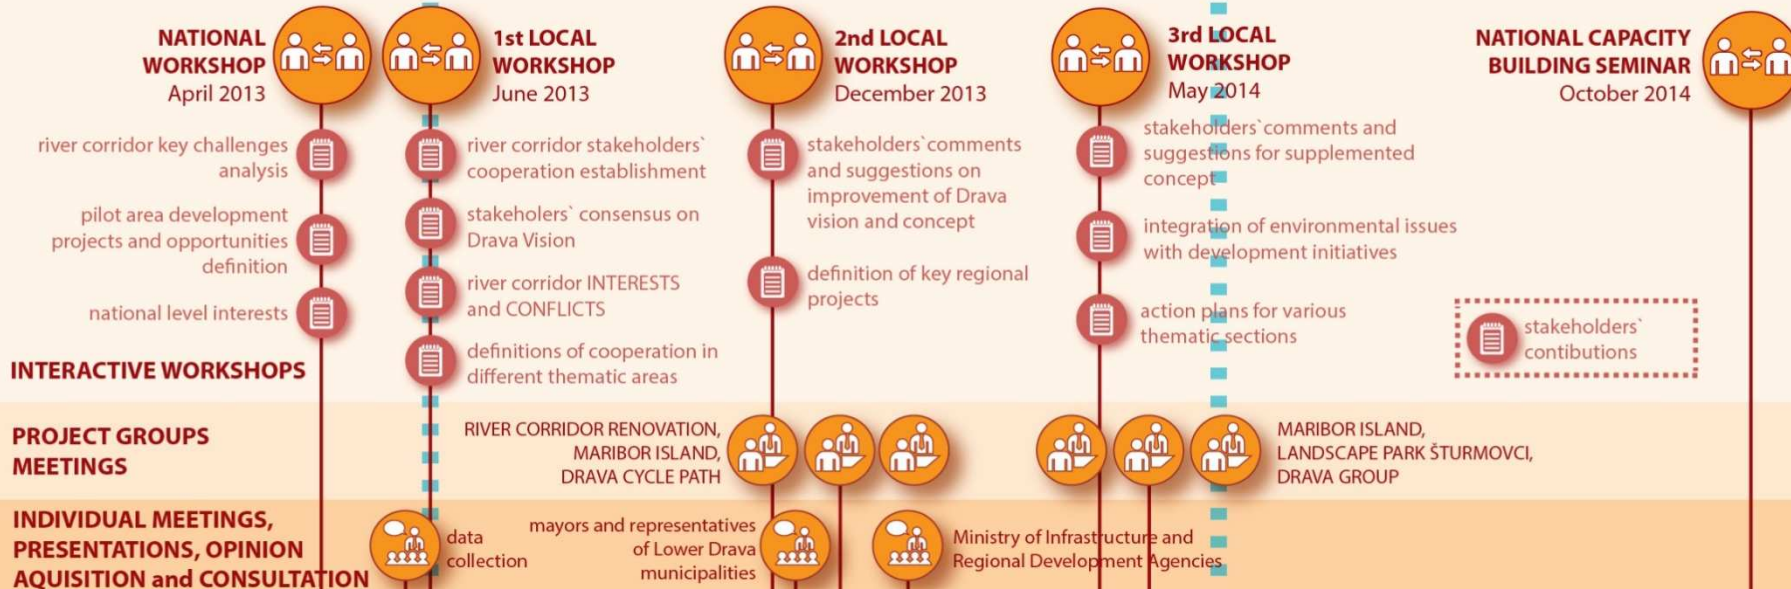 NATIONAL
WORKSHOP
April 2013
river corridor key challenges
analysis
pilot area development
projects and opportunities
definition
national level interests
1st LOCAL
WORKSHOP
June 2013
river corridor stakeholders`
cooperation establishment
stakeholers` consensus on
Drava Vision
river corridor INTERESTS
and CONFLICTS
definitions of cooperation in
different thematic areas
2nd LOCAL
WORKSHOP
December 2013
stakeholders`comments
and suggestions on
improvement of Drava
vision and concept
definition of key regional
projects
3rd LOCAL
WORKSHOP
May 2014
stakeholders`comments and
suggestions for supplemented
concept
integration of environmental issues
with development initiatives
action plans for various
thematic sections
NATIONAL CAPACITY
BUILDING SEMINAR
October 2014
stakeholders`
contibutions
INTERACTIVE WORKSHOPS
PROJECT GROUPS
MEETINGS
RIVER CORRIDOR RENOVATION,
MARIBOR ISLAND,
DRAVA CYCLE PATH
MARIBOR ISLAND,
LANDSCAPE PARK ŠTURMOVCI,
DRAVA GROUP
INDIVIDUAL MEETINGS,
PRESENTATIONS, OPINION
AQUISITION and CONSULTATION
data
collection
mayors and representatives
of Lower Drava
municipalities
Ministry of Infrastructure and
Regional Development Agencies